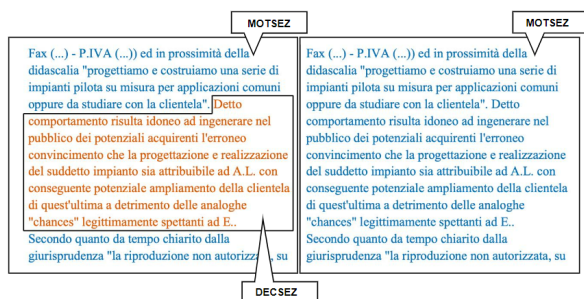 MOTSEZ
Fax (...) - P.IVA (...)) ed in prossimità della
didascalia "progettiamo e costruiamo una serie di
impianti pilota su misura per applicazioni comuni
oppure da studiare con la clientela". Detto
comportamento risulta idoneo ad ingenerare nel
pubblico dei potenziali acquirenti l'erroneo
convincimento che la progettazione e realizzazione
del suddetto impianto sia attribuibile ad A.L. con
conseguente potenziale ampliamento della clientela
di quest'ultima a detrimento delle analoghe
"chances" legittimamente spettanti ad E..
Secondo quanto da tempo chiarito dalla
giurisprudenza "la riproduzione non autorizzata, su
DECSEZ
MOTSEZ
Fax (...) - P.IVA (...)) ed in prossimità della
didascalia "progettiamo e costruiamo una serie di
impianti pilota su misura per applicazioni comuni
oppure da studiare con la clientela". Detto
comportamento risulta idoneo ad ingenerare nel
pubblico dei potenziali acquirenti l'erroneo
convincimento che la progettazione e realizzazione
del suddetto impianto sia attribuibile ad A.L. con
conseguente potenziale ampliamento della clientela
di quest'ultima a detrimento delle analoghe
"chances" legittimamente spettanti ad E..
Secondo quanto da tempo chiarito dalla
giurisprudenza "la riproduzione non autorizzata, su